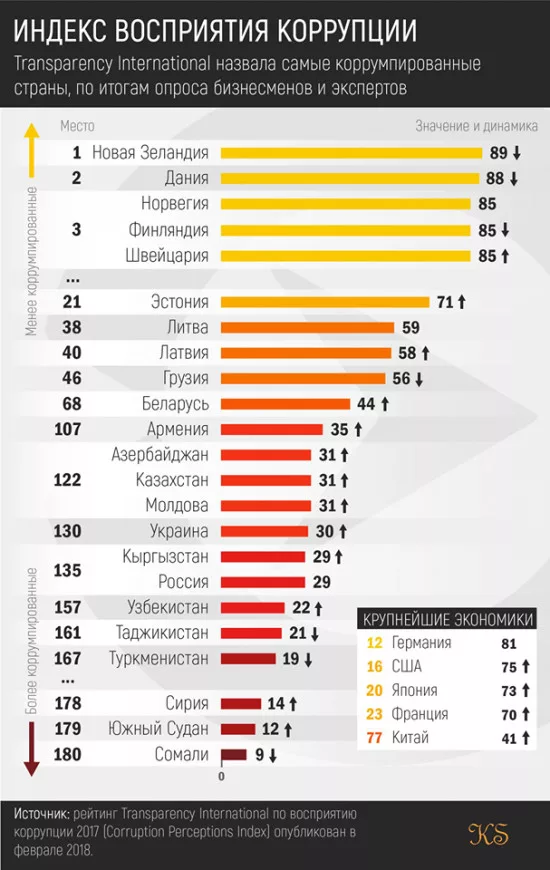 ИНДЕКС ВОСПРИЯТИЯ КОРРУПЦИИ
Transparency International назвала самые коррумпированные
страны, по итогам опроса бизнесменов и экспертов
Место Значение и динамика
Менее коррумпированные
1 Новая Зеландия 89 ↓
2 Дания 88 ↓
Норвегия 85
3 Финляндия 85 ↓
Швейцария 85 ↑
...
21 Эстония 71 ↑
38 Литва 59
40 Латвия 58 ↑
46 Грузия 56 ↓
68 Беларусь 44 ↑
107 Армения 35 ↑
Азербайджан 31 ↑
122 Казахстан 31 ↑
Молдова 31 ↑
130 Украина 30 ↑
Кыргызстан 29 ↑
135
Россия 29
Более коррумпированные
157 Узбекистан 22 ↑
161 Таджикистан 21 ↓
167 Туркменистан 19 ↓
...
178 Сирия 14 ↑
179 Южный Судан 12 ↑
180 Сомали 9 ↓
0
КРУПНЕЙШИЕ ЭКОНОМИКИ
12 Германия 81
16 США 75 ↑
20 Япония 73 ↑
23 Франция 70 ↑
77 Китай 41 ↑
Источник: рейтинг Transparency International по восприятию
коррупции 2017 (Corruption Perceptions Index) опубликован в
феврале 2018.
KS